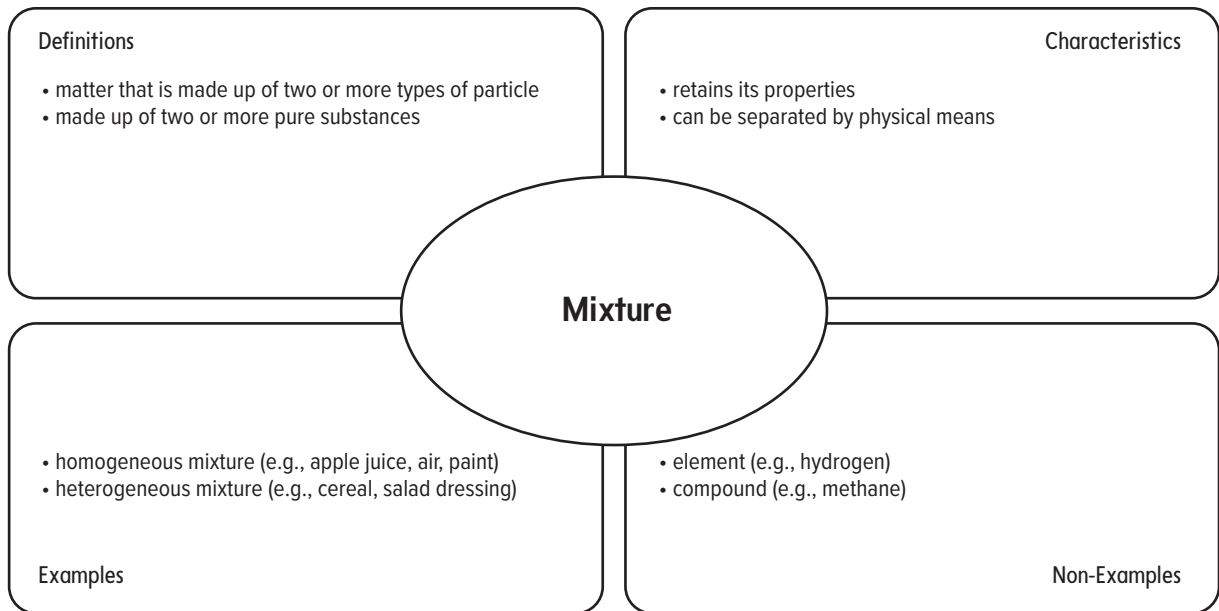 Definitions
• matter that is made up of two or more types of particle
• made up of two or more pure substances
Characteristics
• retains its properties
• can be separated by physical means
Mixture
• homogeneous mixture (e.g., apple juice, air, paint)
• heterogeneous mixture (e.g., cereal, salad dressing)
Examples
• element (e.g., hydrogen)
• compound (e.g., methane)
Non-Examples